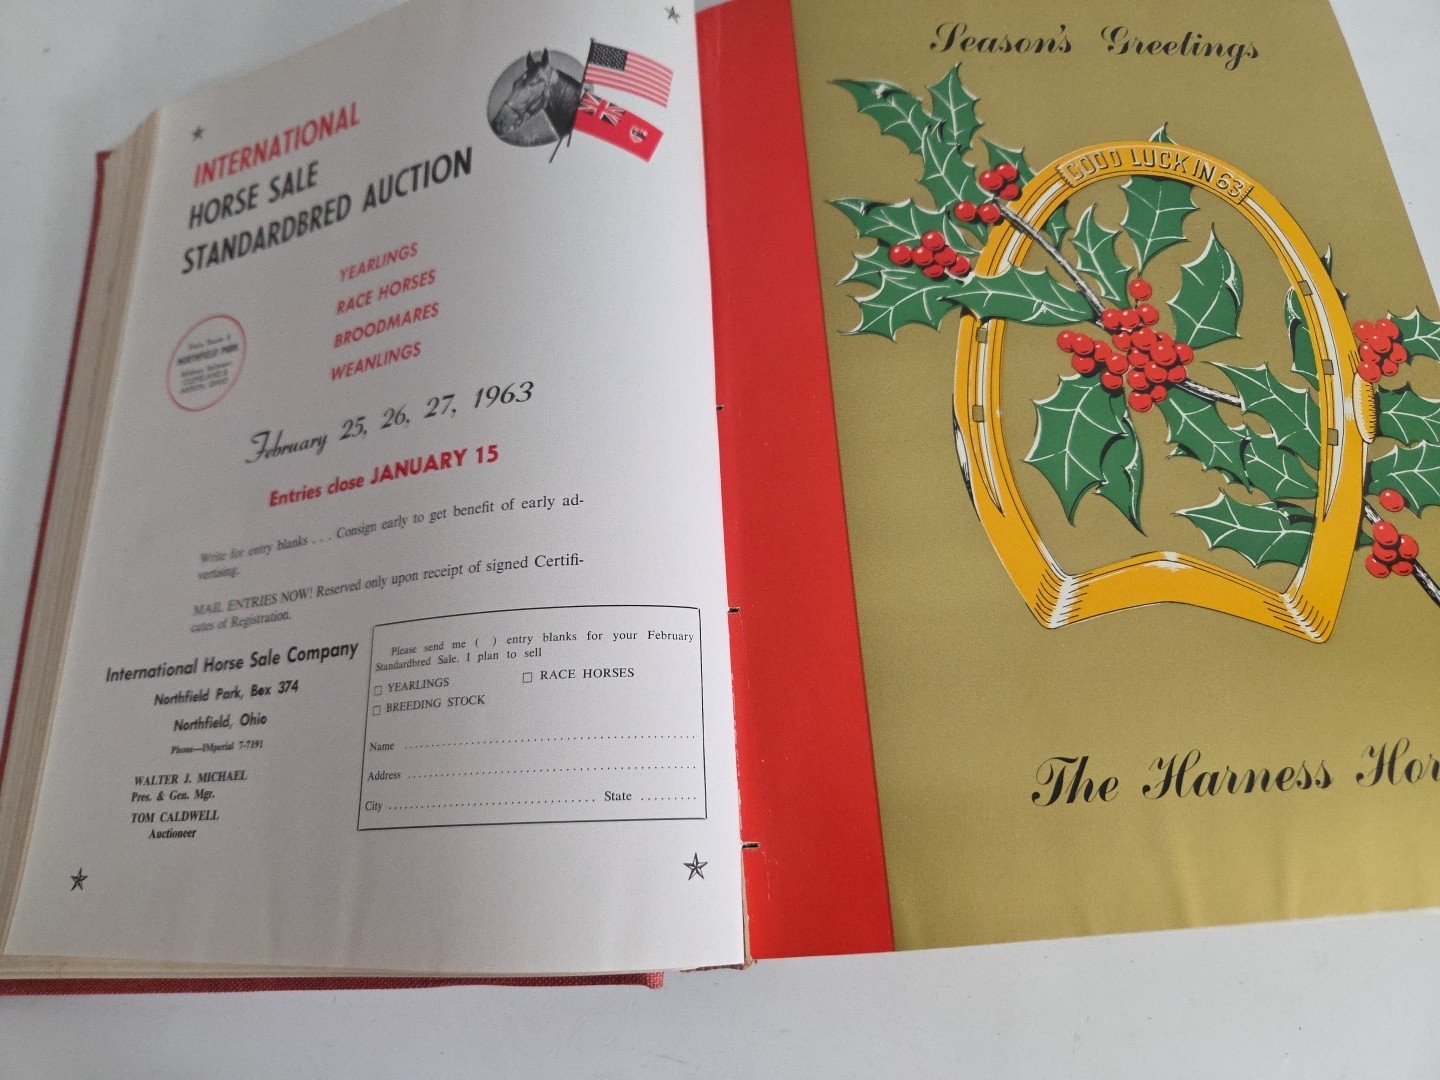 INTERNATIONAL
HORSE SALE
STANDARDBRED AUCTION
YEARLINGS
RACE HORSES
BROODMARES
WEANLINGS
NORTHFIELD PARK
CLEVELAND &
AKRON, OHIO
February 25, 26, 27, 1963
Entries close JANUARY 15
Write for entry blanks . . . Consign early to get benefit of early ad-
vertising.
MAIL ENTRIES NOW! Reserved only upon receipt of signed Certifi-
cates of Registration.
International Horse Sale Company
Northfield Park, Box 374
Northfield, Ohio
Phone—IMperial 7-7191
WALTER J. MICHAEL
Pres. & Gen. Mgr.
TOM CALDWELL
Auctioneer
Please send me ( ) entry blanks for your February
Standardbred Sale. I plan to sell
□ YEARLINGS □ RACE HORSES
□ BREEDING STOCK
Name
Address
City State
Season's Greetings
GOOD LUCK IN 63
The Harness Hor